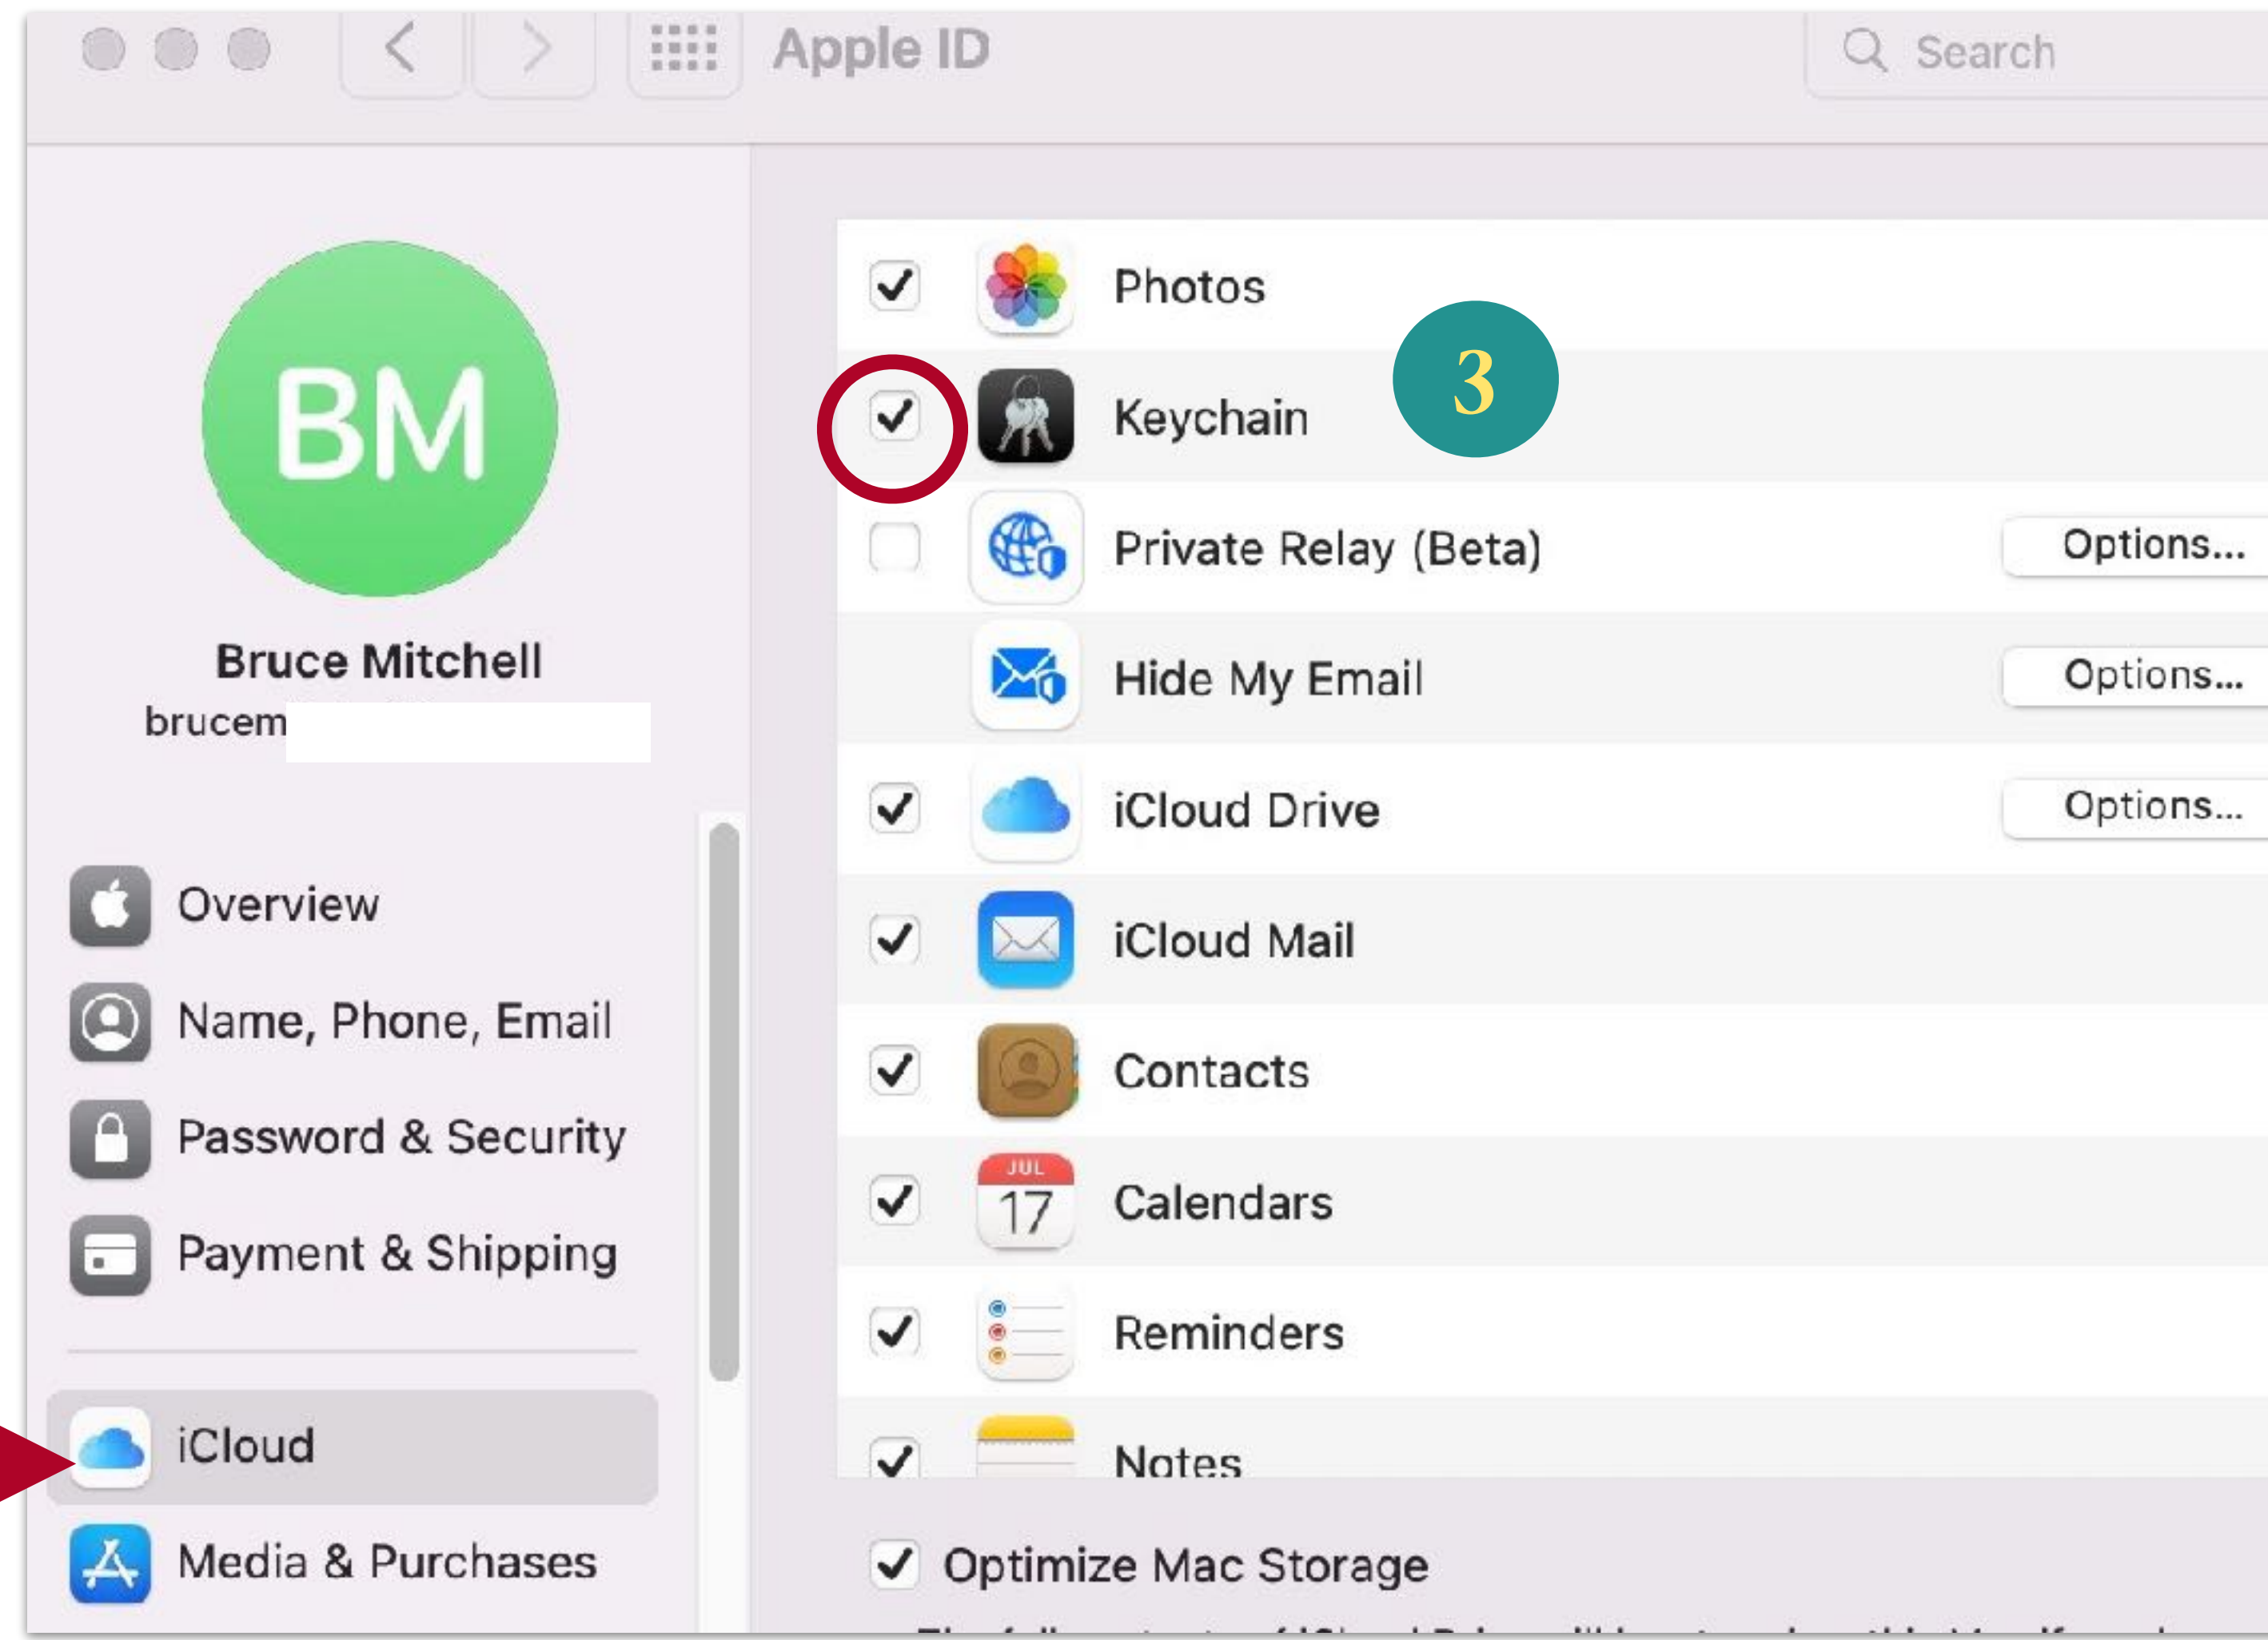 Apple ID
Search
BM
Bruce Mitchell
brucem
Overview
Name, Phone, Email
Password & Security
Payment & Shipping
iCloud
Media & Purchases
Photos
Keychain
3
Private Relay (Beta)
Options...
Hide My Email
Options...
iCloud Drive
Options...
iCloud Mail
Contacts
JUL
17
Calendars
Reminders
Notes
Optimize Mac Storage